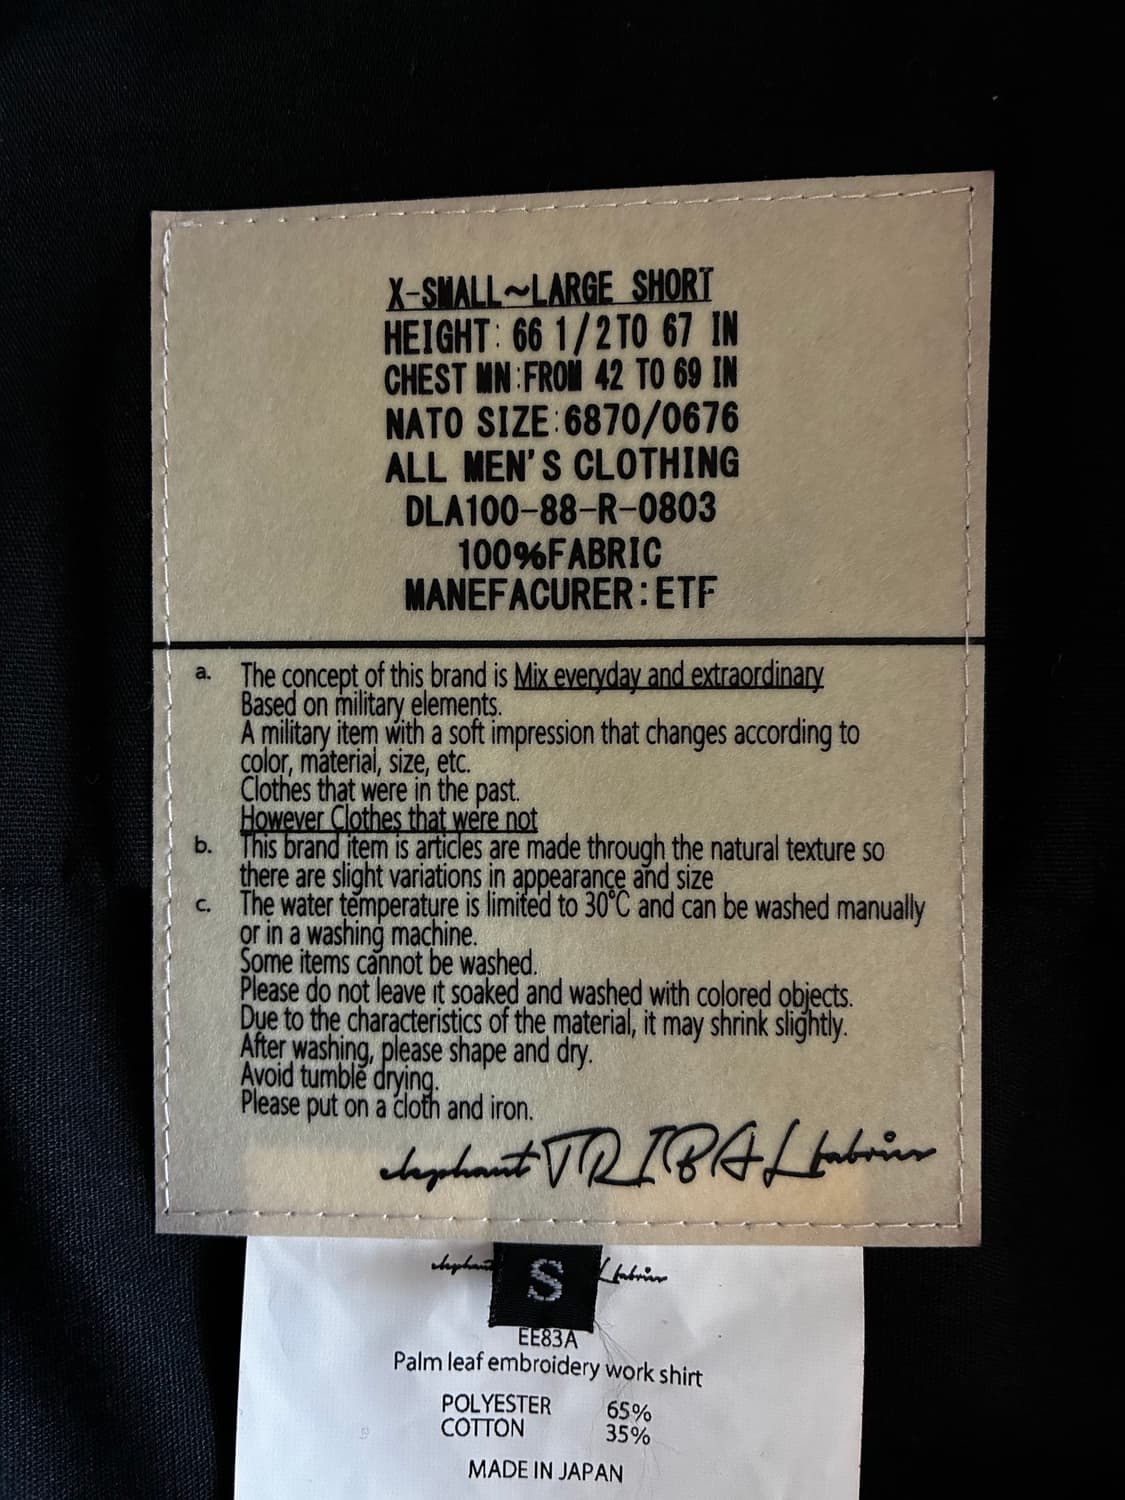 X-SMALL~LARGE SHORT
HEIGHT: 66 1/2TO 67 IN
CHEST MN:FROM 42 TO 69 IN
NATO SIZE:6870/0676
ALL MEN'S CLOTHING
DLA100-88-R-0803
100%FABRIC
MANEFACURER:ETF
a. The concept of this brand is Mix everyday and extraordinary
Based on military elements.
A military item with a soft impression that changes according to
color, material, size, etc.
Clothes that were in the past.
However Clothes that were not
b. This brand item is articles are made through the natural texture so
there are slight variations in appearance and size
c. The water temperature is limited to 30°C and can be washed manually
or in a washing machine.
Some items cannot be washed.
Please do not leave it soaked and washed with colored objects.
Due to the characteristics of the material, it may shrink slightly.
After washing, please shape and dry.
Avoid tumble drying.
Please put on a cloth and iron.
elephant TRIBAL fabrics
elephant S L fabrics
EE83A
Palm leaf embroidery work shirt
POLYESTER 65%
COTTON 35%
MADE IN JAPAN